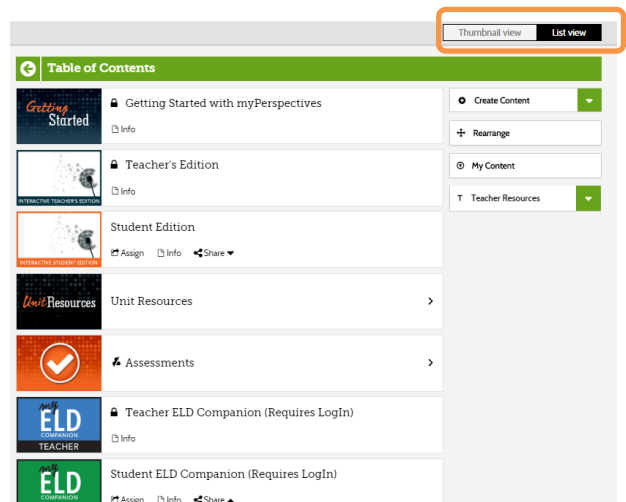 Thumbnail view List view
Table of Contents
Getting Started
Getting Started with myPerspectives
Info
Create Content
Rearrange
My Content
Teacher Resources
INTERACTIVE TEACHER'S EDITION
Teacher's Edition
Info
INTERACTIVE STUDENT EDITION
Student Edition
Assign Info Share
Unit Resources
Unit Resources
Assessments
my
ELD
COMPANION
TEACHER
Teacher ELD Companion (Requires LogIn)
Info
my
ELD
COMPANION
Student ELD Companion (Requires LogIn)
Assign Info Share